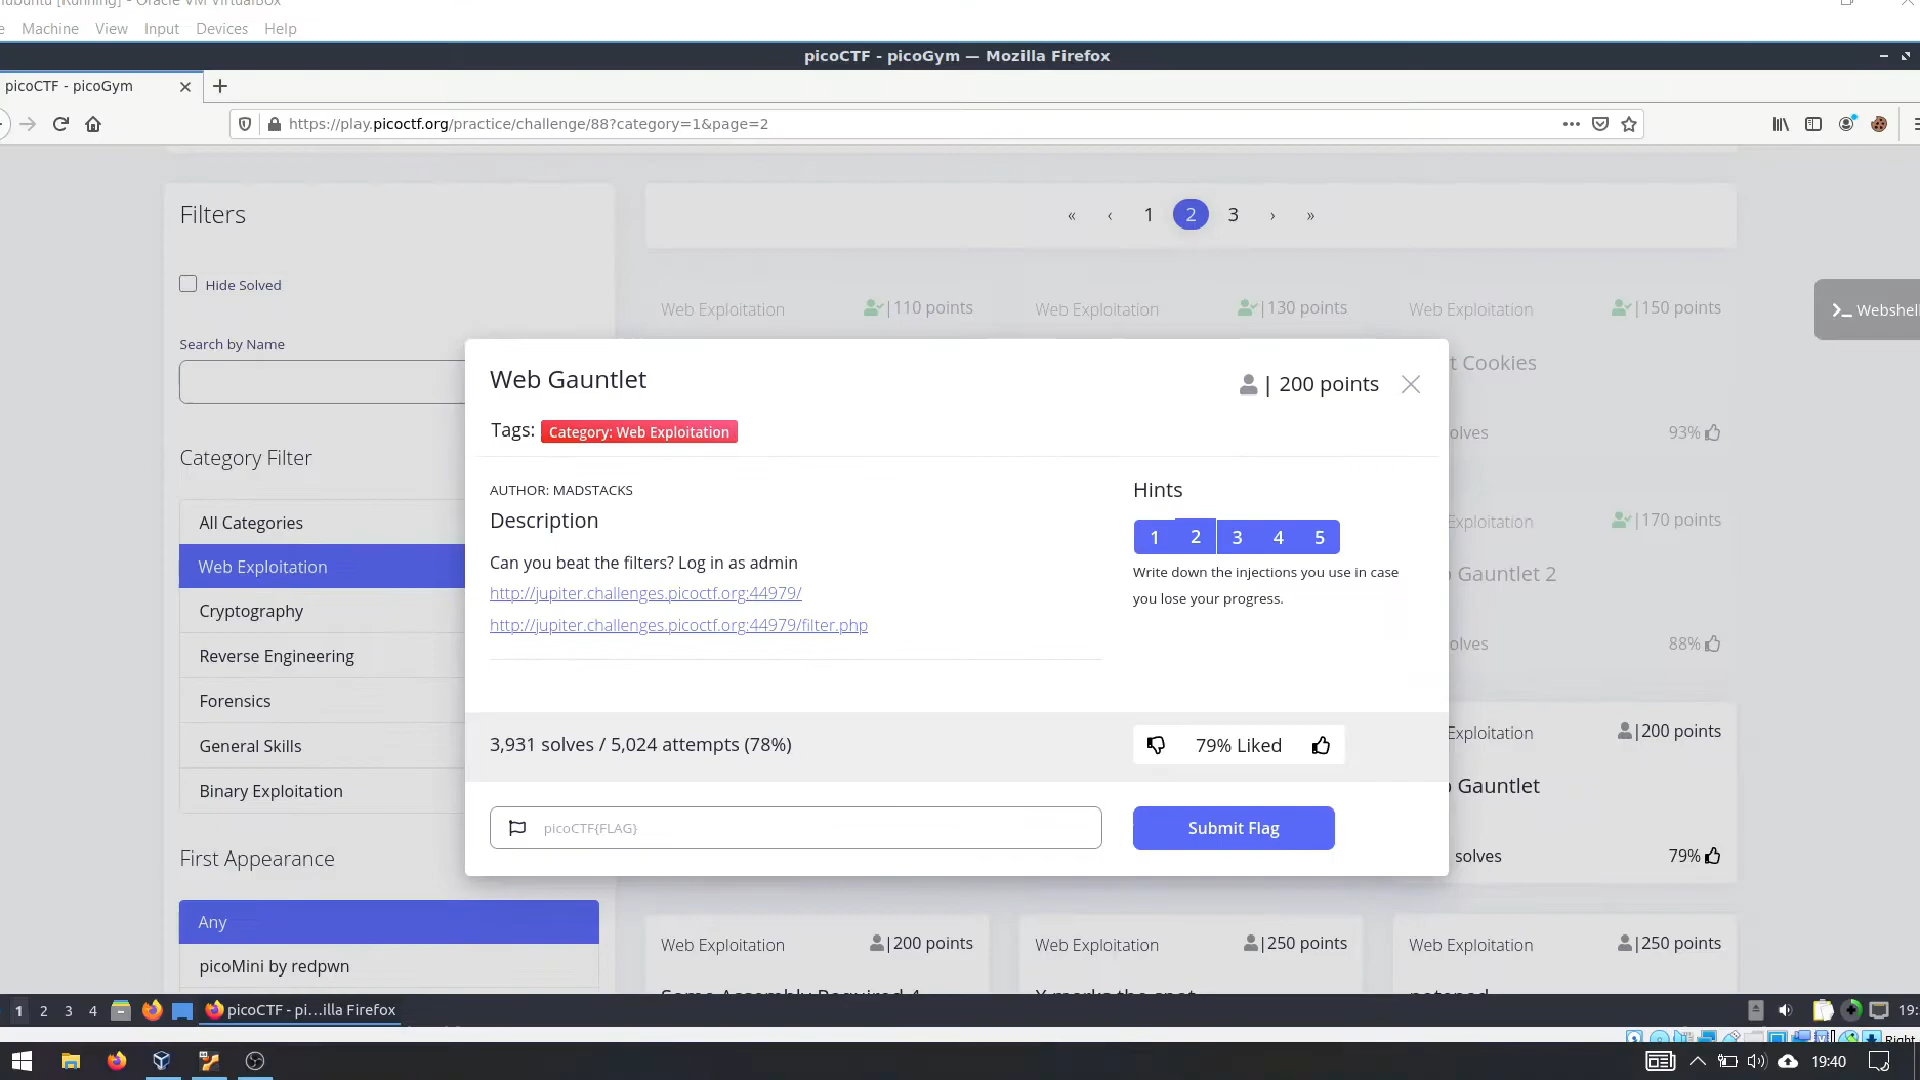 Machine View Input Devices Help
picoCTF - picoGym — Mozilla Firefox
picoCTF - picoGym
https://play.picoctf.org/practice/challenge/88?category=1&page=2
Filters
« ‹ 1 2 3 › »
Hide Solved
Web Exploitation |110 points
Web Exploitation |130 points
Web Exploitation |150 points
>_ Webshell
Search by Name
t Cookies
93%
Web Gauntlet | 200 points
Tags: Category: Web Exploitation
Category Filter
AUTHOR: MADSTACKS
Hints
Description
1 2 3 4 5
All Categories
Exploitation |170 points
Can you beat the filters? Log in as admin
Write down the injections you use in case
you lose your progress.
Web Exploitation
Gauntlet 2
http://jupiter.challenges.picoctf.org:44979/
http://jupiter.challenges.picoctf.org:44979/filter.php
Cryptography
Reverse Engineering
olves 88%
Forensics
General Skills
3,931 solves / 5,024 attempts (78%)
79% Liked
Exploitation |200 points
Binary Exploitation
Gauntlet
picoCTF{FLAG}
Submit Flag
First Appearance
solves 79%
Any
picoMini by redpwn
Web Exploitation |200 points
Web Exploitation |250 points
Web Exploitation |250 points
1 2 3 4 picoCTF - pi...illa Firefox
19:
Right
19:40